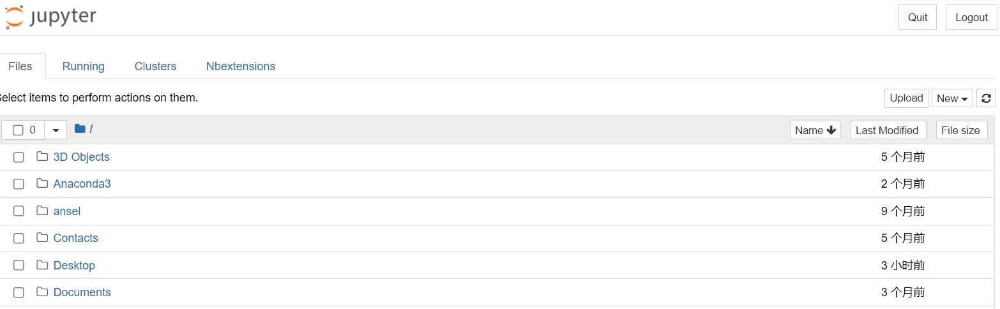 jupyter
Quit Logout
Files Running Clusters Nbextensions
Select items to perform actions on them.
Upload New
0 / Name Last Modified File size
3D Objects 5 个月前
Anaconda3 2 个月前
ansel 9 个月前
Contacts 5 个月前
Desktop 3 小时前
Documents 3 个月前